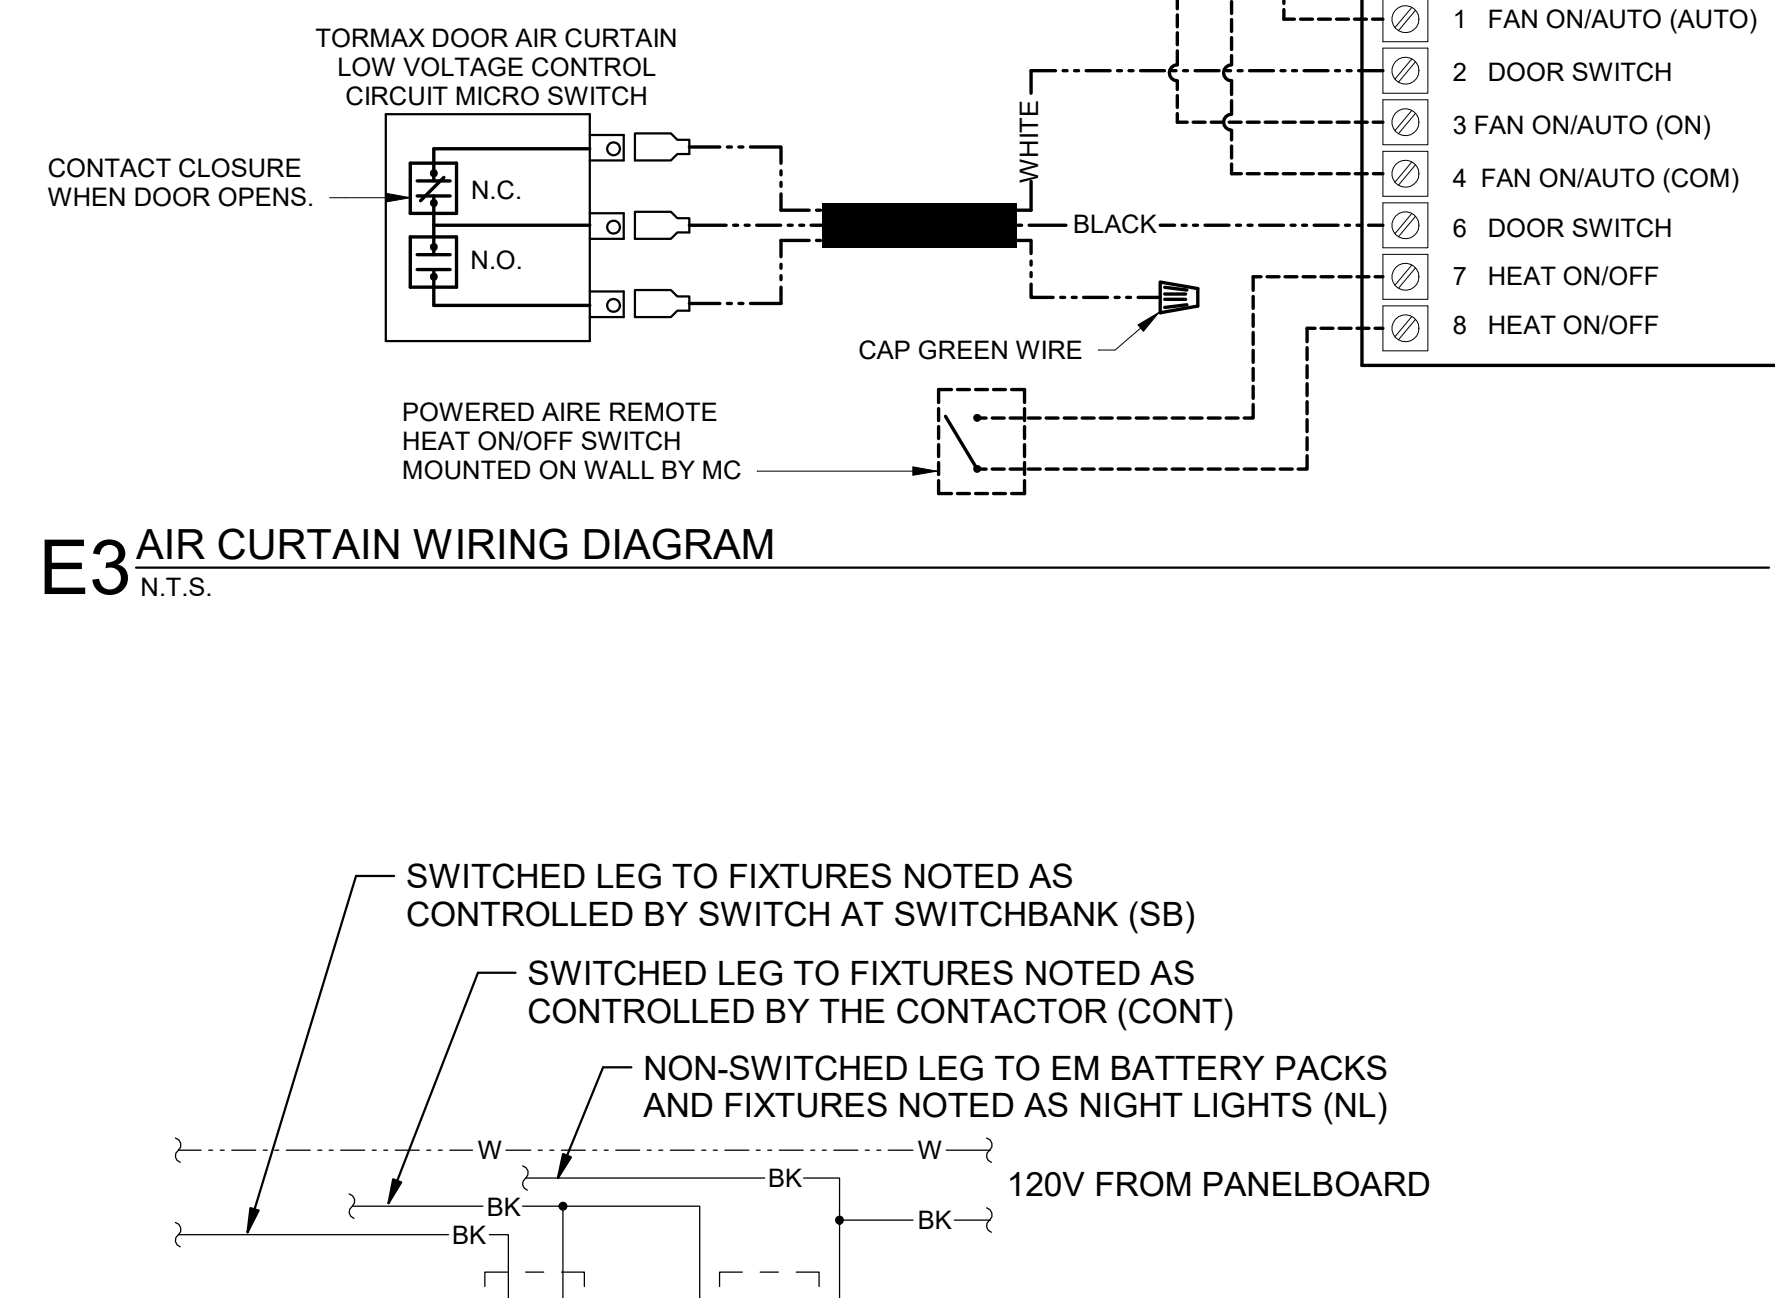 1 FAN ON/AUTO (AUTO)
2 DOOR SWITCH
3 FAN ON/AUTO (ON)
4 FAN ON/AUTO (COM)
6 DOOR SWITCH
7 HEAT ON/OFF
8 HEAT ON/OFF
TORMAX DOOR AIR CURTAIN
LOW VOLTAGE CONTROL
CIRCUIT MICRO SWITCH
CONTACT CLOSURE
WHEN DOOR OPENS.
N.C.
N.O.
WHITE
BLACK
CAP GREEN WIRE
POWERED AIRE REMOTE
HEAT ON/OFF SWITCH
MOUNTED ON WALL BY MC
E3 AIR CURTAIN WIRING DIAGRAM
N.T.S.
SWITCHED LEG TO FIXTURES NOTED AS
CONTROLLED BY SWITCH AT SWITCHBANK (SB)
SWITCHED LEG TO FIXTURES NOTED AS
CONTROLLED BY THE CONTACTOR (CONT)
NON-SWITCHED LEG TO EM BATTERY PACKS
AND FIXTURES NOTED AS NIGHT LIGHTS (NL)
W W
BK
120V FROM PANELBOARD
BK
BK
BK